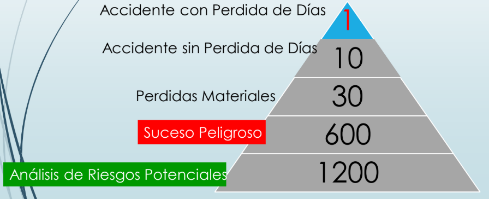 Accidente con Perdida de Días
1
Accidente sin Perdida de Días
10
Perdidas Materiales
30
Suceso Peligroso
600
Análisis de Riesgos Potenciales
1200